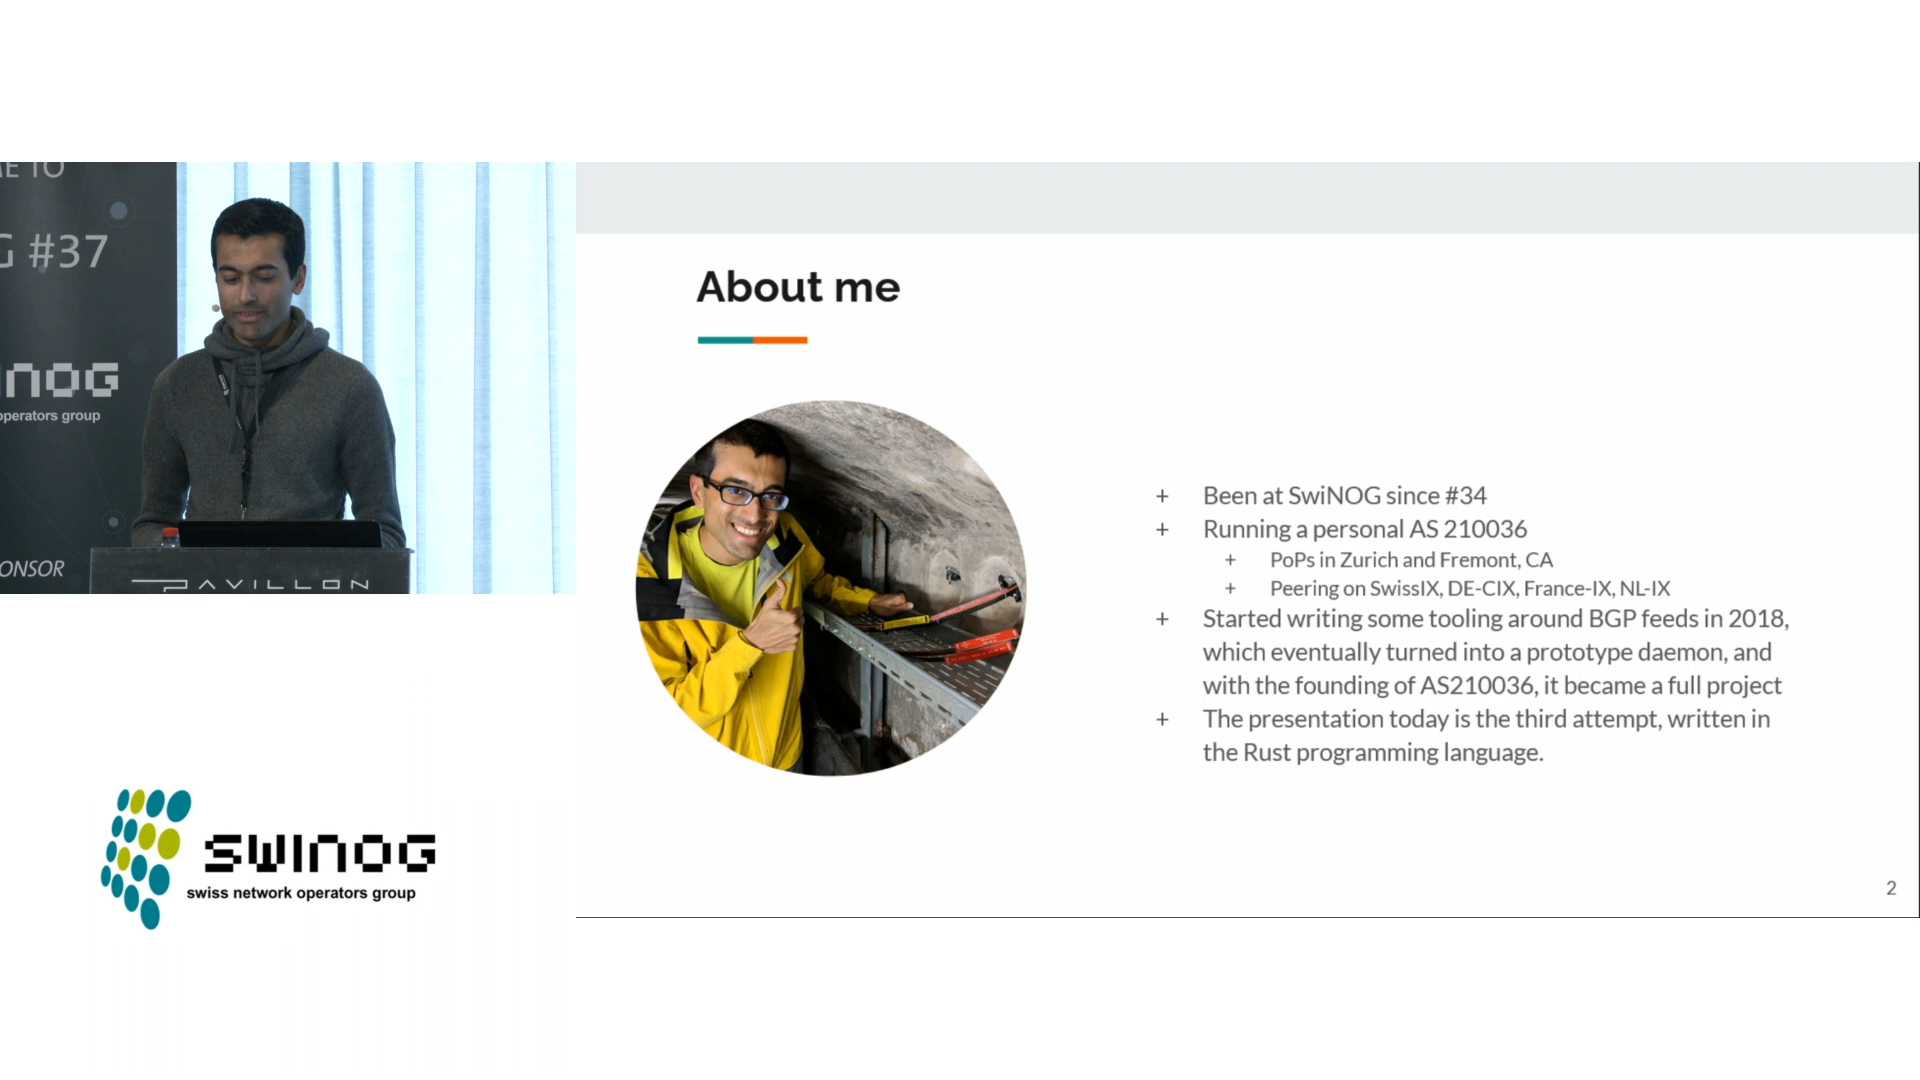 E TO
G #37
INOG
operators group
ONSOR
PAVILLON
SWINOG
swiss network operators group
About me
+ Been at SwiNOG since #34
+ Running a personal AS 210036
+ PoPs in Zurich and Fremont, CA
+ Peering on SwissIX, DE-CIX, France-IX, NL-IX
+ Started writing some tooling around BGP feeds in 2018,
which eventually turned into a prototype daemon, and
with the founding of AS210036, it became a full project
+ The presentation today is the third attempt, written in
the Rust programming language.
2